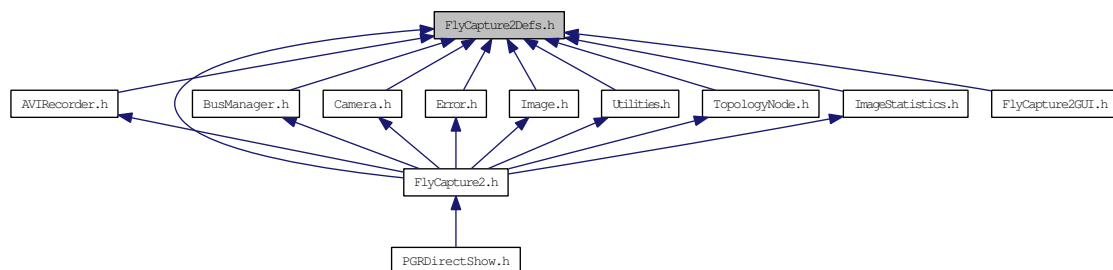 FlyCapture2Defs.h
AVIRecorder.h
BusManager.h
Camera.h
Error.h
Image.h
Utilities.h
TopologyNode.h
ImageStatistics.h
FlyCapture2GUI.h
FlyCapture2.h
PGRDirectShow.h